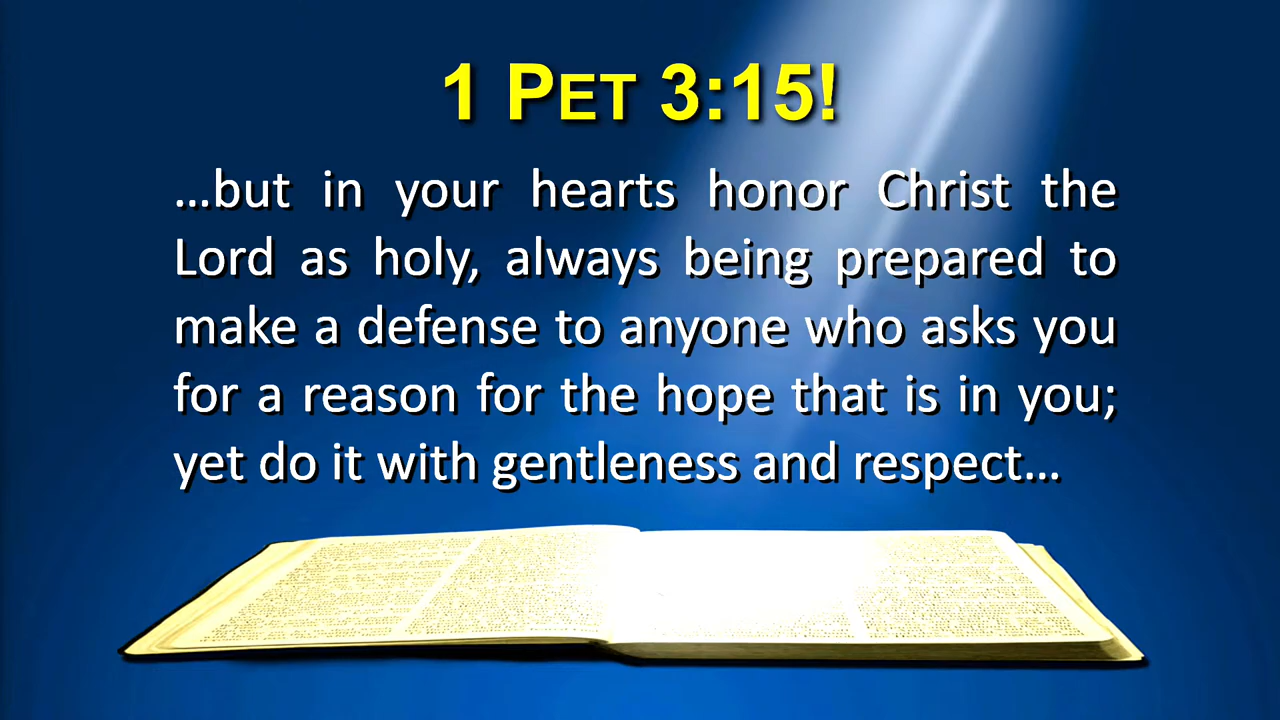 1 PET 3:15!
…but in your hearts honor Christ the
Lord as holy, always being prepared to
make a defense to anyone who asks you
for a reason for the hope that is in you;
yet do it with gentleness and respect…